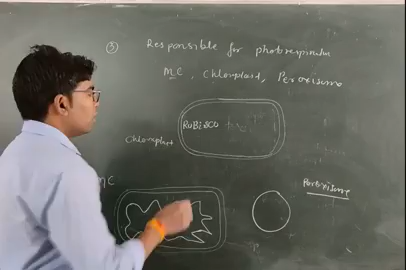 ③ Responsible for photorespiration
MC, Chloroplast, Peroxisome
RUBISCO
Chloroplast
MC
Peroxisome